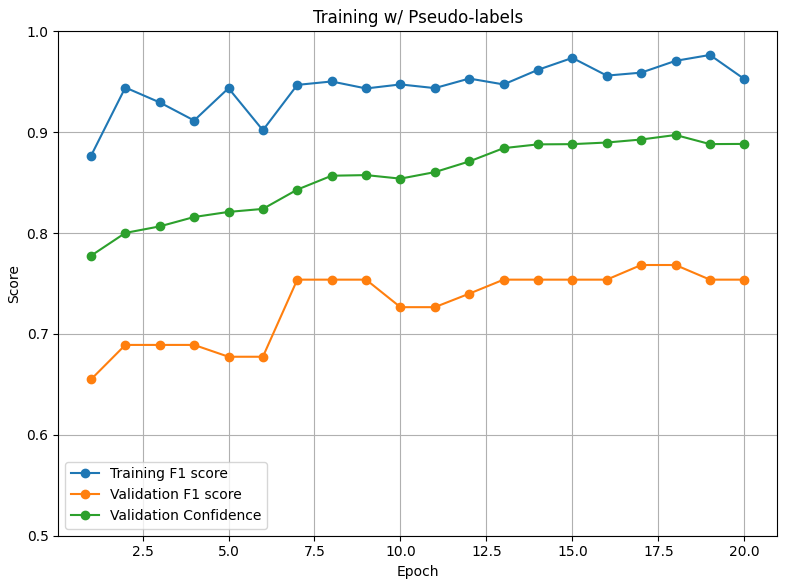 Training w/ Pseudo-labels
1.0
0.9
0.8
0.7
0.6
0.5
Score
Training F1 score
Validation F1 score
Validation Confidence
2.5 5.0 7.5 10.0 12.5 15.0 17.5 20.0
Epoch